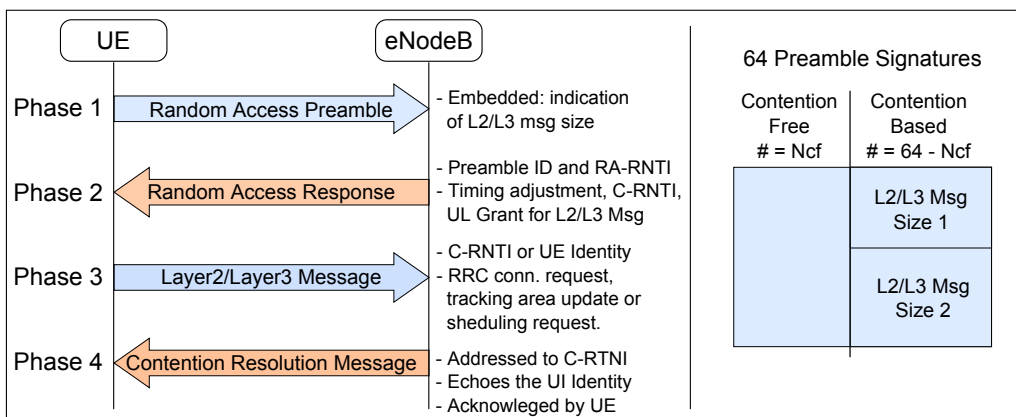 UE
eNodeB
Phase 1
Random Access Preamble
- Embedded: indication
of L2/L3 msg size
Phase 2
Random Access Response
- Preamble ID and RA-RNTI
- Timing adjustment, C-RNTI,
UL Grant for L2/L3 Msg
Phase 3
Layer2/Layer3 Message
- C-RNTI or UE Identity
- RRC conn. request,
tracking area update or
sheduling request.
Phase 4
Contention Resolution Message
- Addressed to C-RTNI
- Echoes the UI Identity
- Acknowleged by UE
64 Preamble Signatures
Contention
Free
# = Ncf
Contention
Based
# = 64 - Ncf
L2/L3 Msg
Size 1
L2/L3 Msg
Size 2